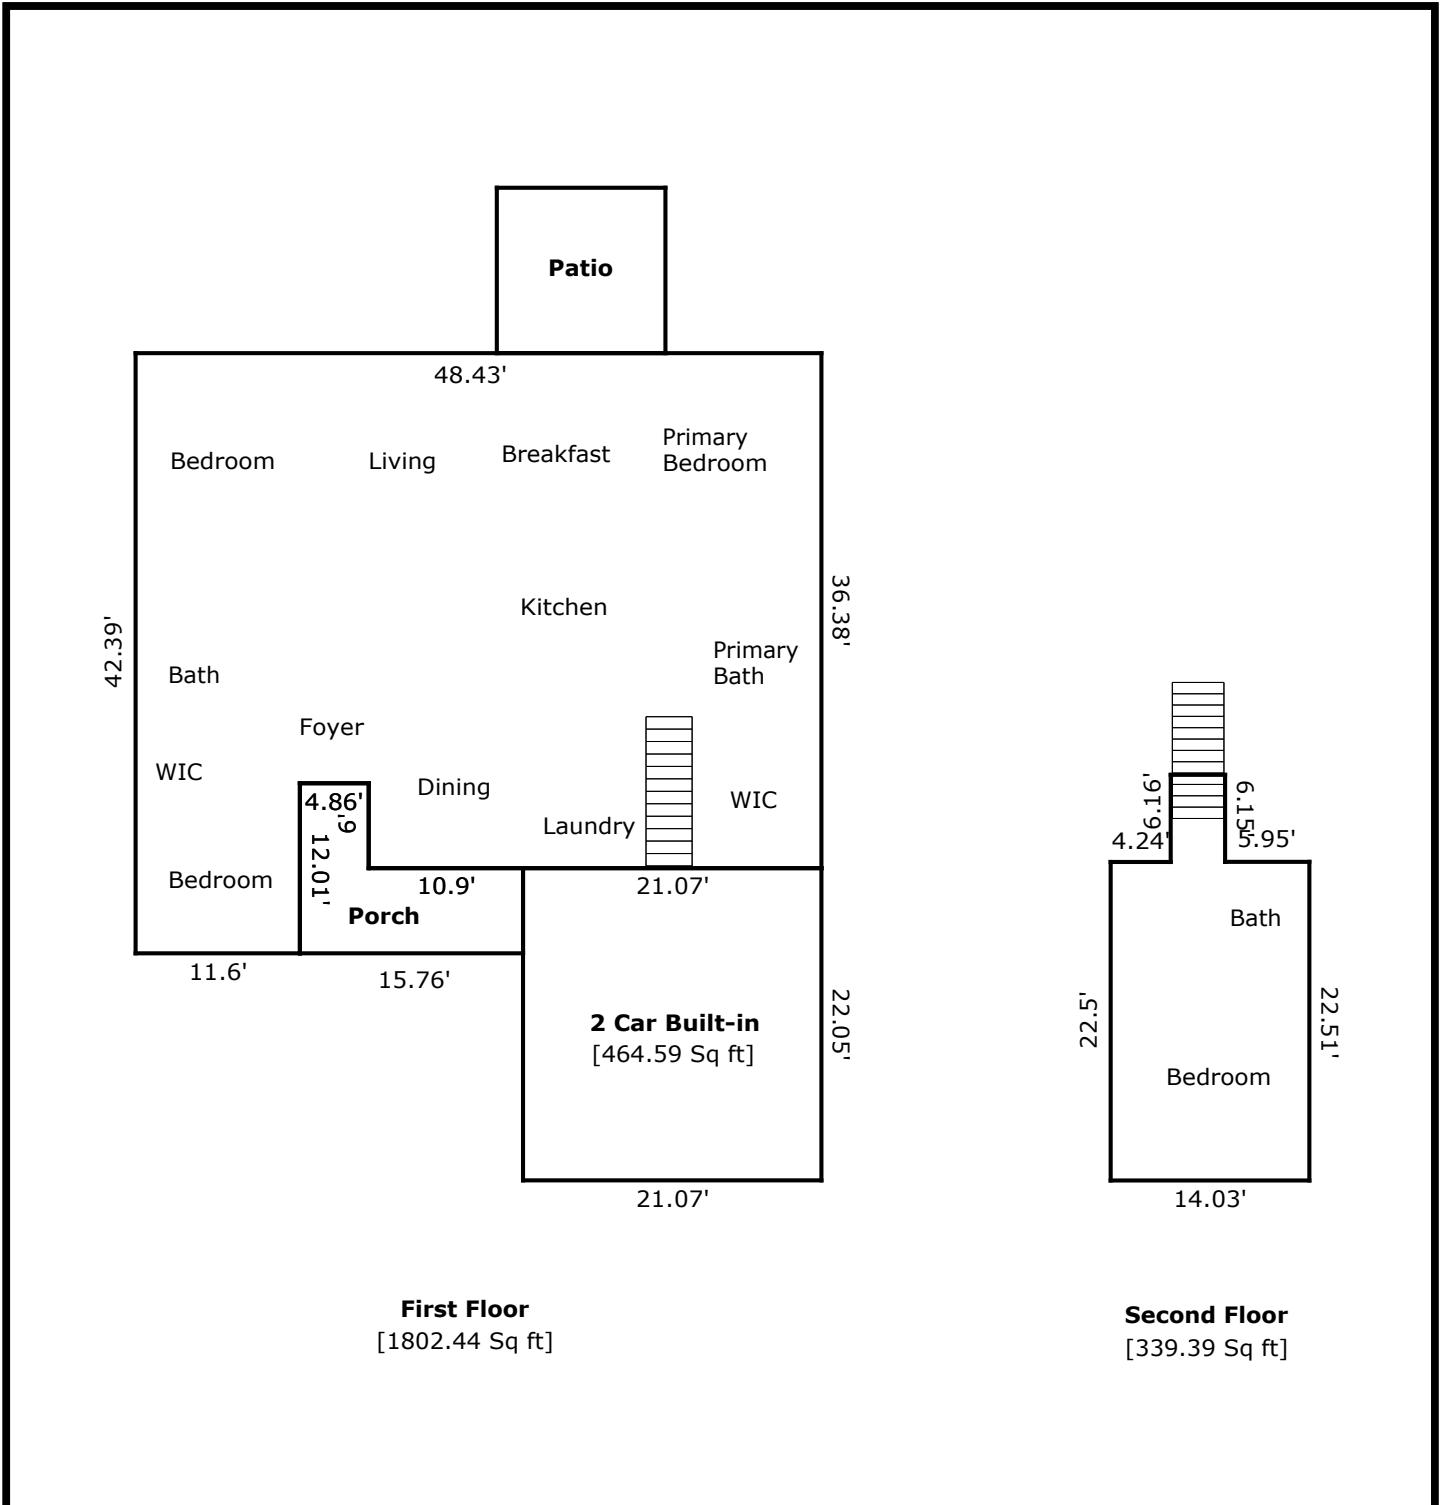 Patio
48.43'
Bedroom
Living
Breakfast
Primary
Bedroom
42.39'
Kitchen
36.38'
Bath
Primary
Bath
Foyer
WIC
4.86'
6'
12.01'
Dining
Laundry
WIC
Bedroom
10.9'
21.07'
Porch
11.6'
15.76'
2 Car Built-in
[464.59 Sq ft]
22.05'
21.07'
First Floor
[1802.44 Sq ft]
6.16'
6.15'
4.24'
5.95'
Bath
22.5'
22.51'
Bedroom
14.03'
Second Floor
[339.39 Sq ft]